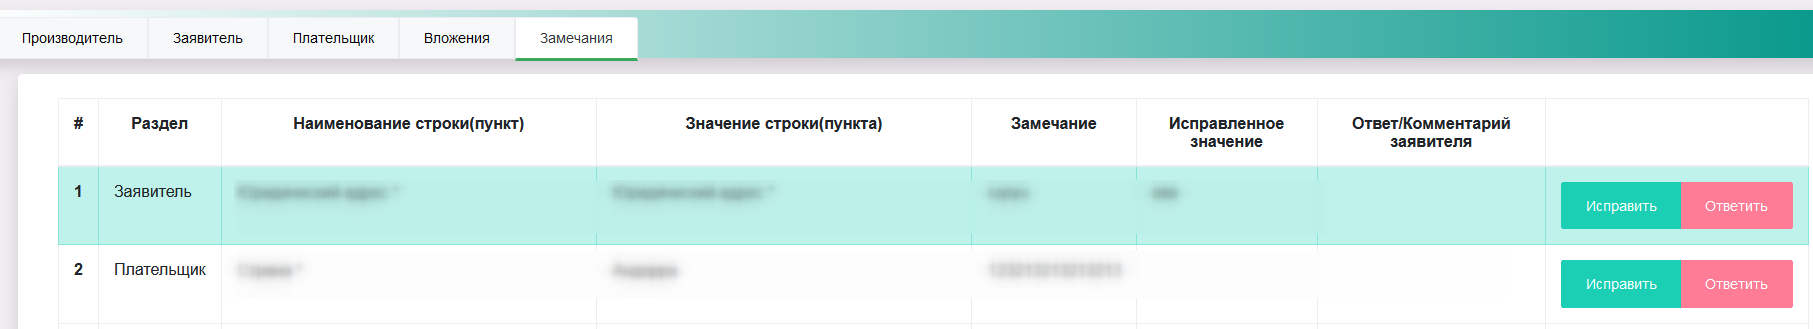 Производитель
Заявитель
Плательщик
Вложения
Замечания
# Раздел Наименование строки(пункт) Значение строки(пункта) Замечание Исправленное значение Ответ/Комментарий заявителя
1 Заявитель Исправить Ответить
2 Плательщик Исправить Ответить